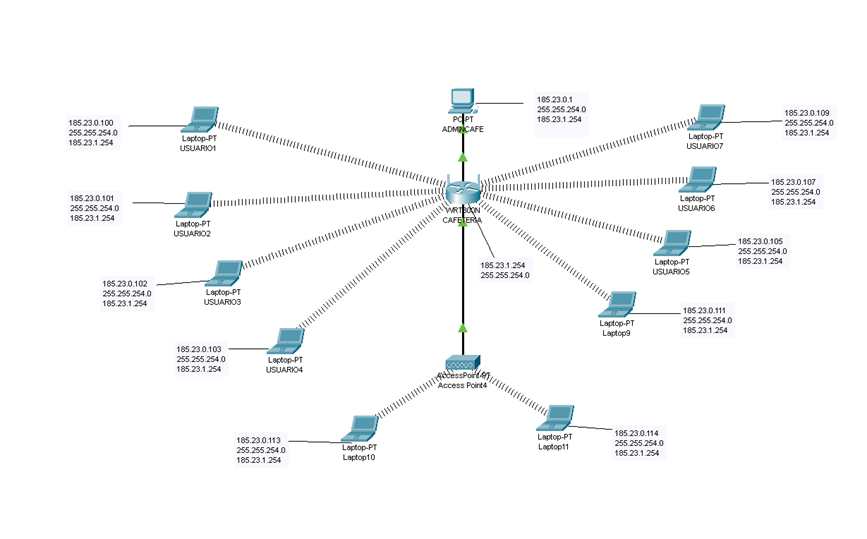 185.23.0.1
255.255.254.0
185.23.1.254
PC-PT
ADMINCAFE
185.23.0.100
255.255.254.0
185.23.1.254
Laptop-PT
USUARIO1
Laptop-PT
USUARIO7
185.23.0.109
255.255.254.0
185.23.1.254
185.23.0.101
255.255.254.0
185.23.1.254
Laptop-PT
USUARIO2
WRT300N
CAFETERIA
Laptop-PT
USUARIO6
185.23.0.107
255.255.254.0
185.23.1.254
185.23.0.102
255.255.254.0
185.23.1.254
Laptop-PT
USUARIO3
185.23.1.254
255.255.254.0
Laptop-PT
USUARIO5
185.23.0.105
255.255.254.0
185.23.1.254
185.23.0.103
255.255.254.0
185.23.1.254
Laptop-PT
USUARIO4
Laptop-PT
Laptop9
185.23.0.111
255.255.254.0
185.23.1.254
AccessPoint-PT
Access Point4
185.23.0.113
255.255.254.0
185.23.1.254
Laptop-PT
Laptop10
Laptop-PT
Laptop11
185.23.0.114
255.255.254.0
185.23.1.254